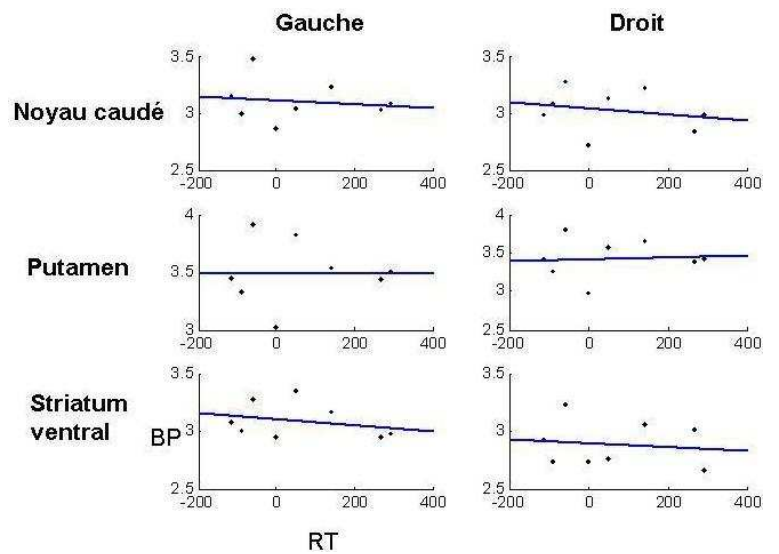 Gauche Droit
3.5 3.5
Noyau caudé 3 3
2.5 2.5
-200 0 200 400 -200 0 200 400
4 4
3.5
Putamen 3.5
3
3 2.5
-200 0 200 400 -200 0 200 400
3.5 3.5
Striatum
ventral BP 3 3
2.5 2.5
-200 0 200 400 -200 0 200 400
RT